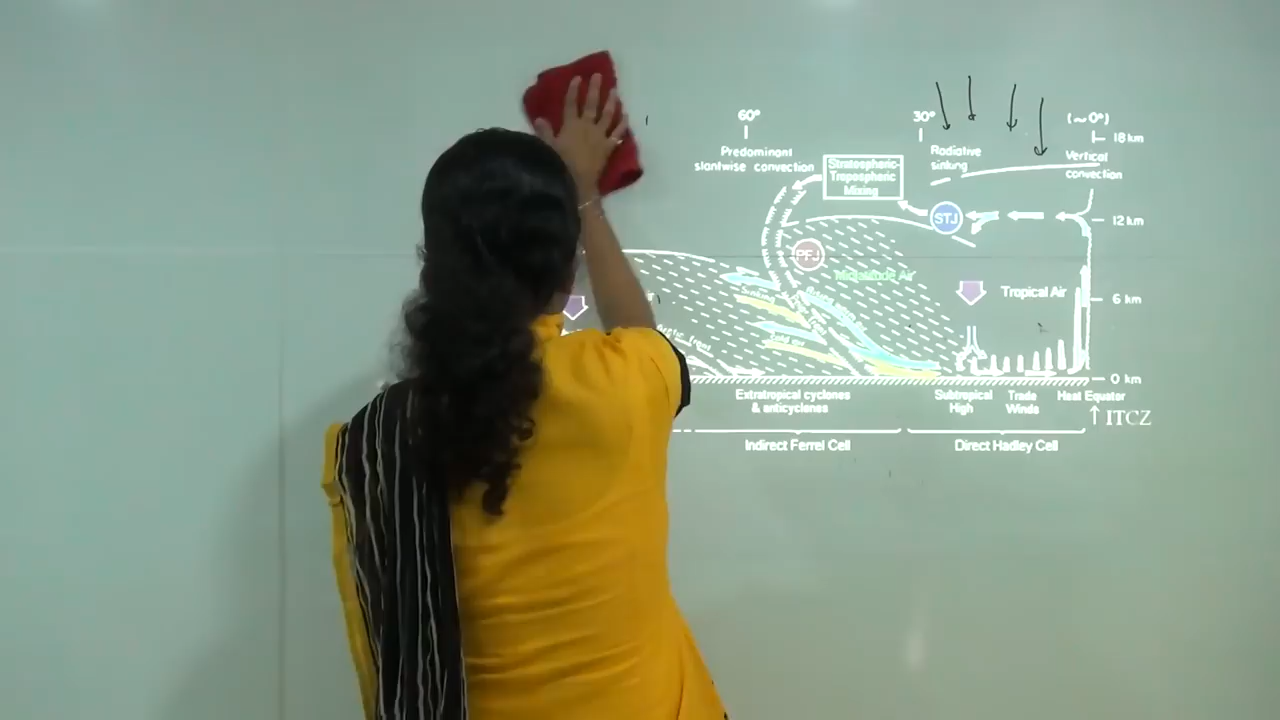 60°
30°
(~0°)
18 km
Predominant
slantwise convection
Stratospheric-
Tropospheric
Mixing
Radiative
sinking
Vertical
convection
STJ
12 km
PFJ
Midlatitude Air
Tropical Air
6 km
0 km
Extratropical cyclones
& anticyclones
Subtropical
High
Trade
Winds
Heat Equator
↑ ITCZ
Indirect Ferrel Cell
Direct Hadley Cell